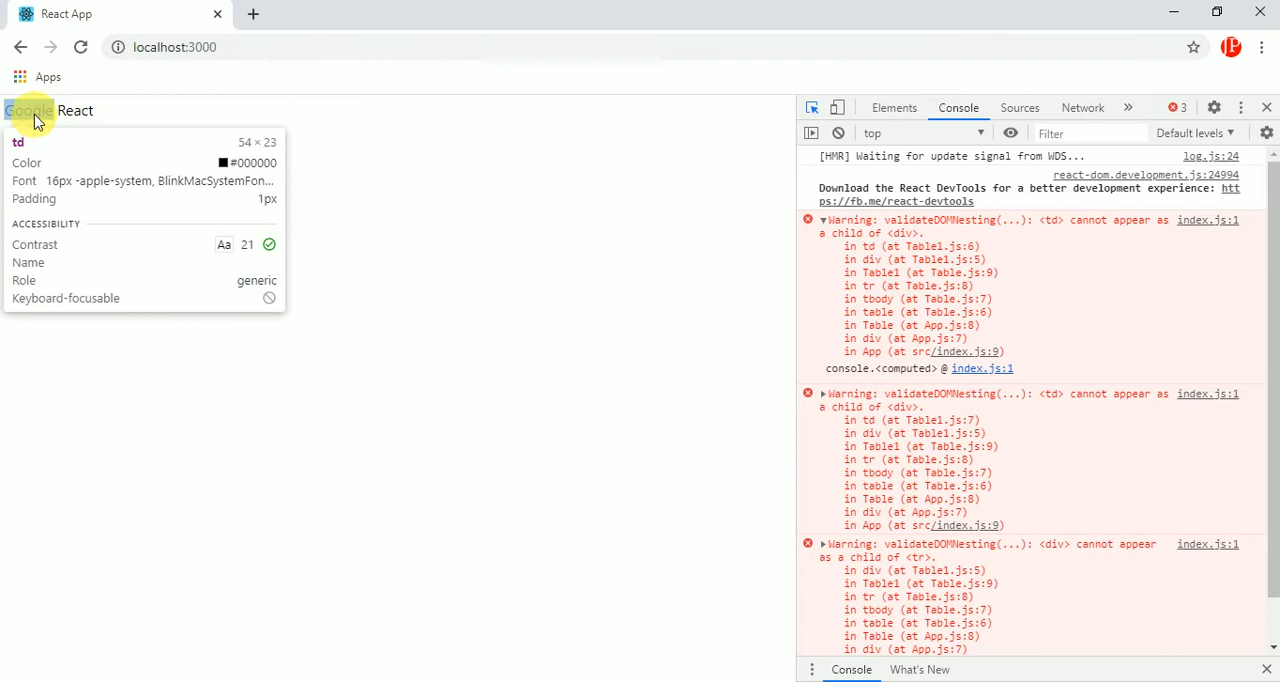 React App
localhost:3000
Apps
Google React
td 54 × 23
Color #000000
Font 16px -apple-system, BlinkMacSystemFon...
Padding 1px
ACCESSIBILITY
Contrast Aa 21
Name
Role generic
Keyboard-focusable
Elements Console Sources Network » 3
top Filter Default levels
[HMR] Waiting for update signal from WDS... log.js:24
react-dom.development.js:24994
Download the React DevTools for a better development experience: htt
ps://fb.me/react-devtools
Warning: validateDOMNesting(...): <td> cannot appear as index.js:1
a child of <div>.
in td (at Table1.js:6)
in div (at Table1.js:5)
in Table1 (at Table.js:9)
in tr (at Table.js:8)
in tbody (at Table.js:7)
in table (at Table.js:6)
in Table (at App.js:8)
in div (at App.js:7)
in App (at src/index.js:9)
console.<computed> @ index.js:1
Warning: validateDOMNesting(...): <td> cannot appear as index.js:1
a child of <div>.
in td (at Table1.js:7)
in div (at Table1.js:5)
in Table1 (at Table.js:9)
in tr (at Table.js:8)
in tbody (at Table.js:7)
in table (at Table.js:6)
in Table (at App.js:8)
in div (at App.js:7)
in App (at src/index.js:9)
Warning: validateDOMNesting(...): <div> cannot appear index.js:1
as a child of <tr>.
in div (at Table1.js:5)
in Table1 (at Table.js:9)
in tr (at Table.js:8)
in tbody (at Table.js:7)
in table (at Table.js:6)
in Table (at App.js:8)
in div (at App.js:7)
Console What's New